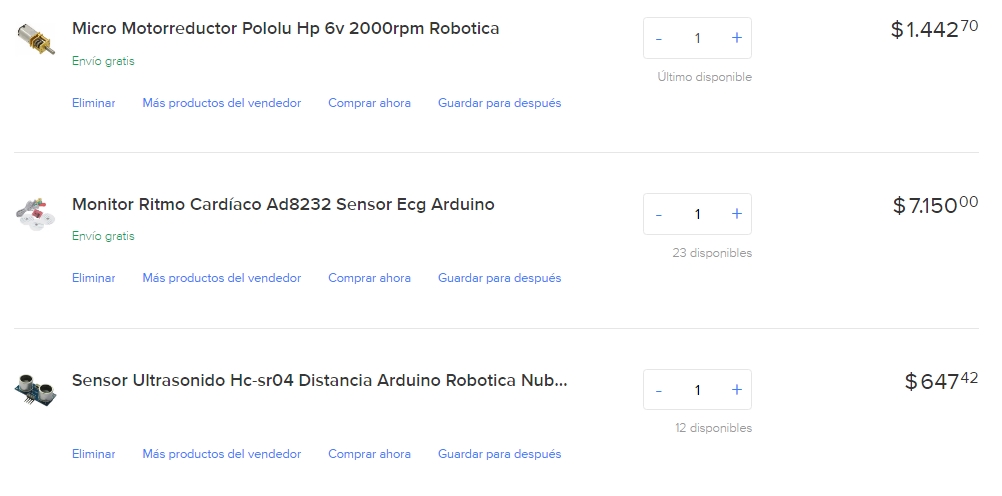 Micro Motorreductor Pololu Hp 6v 2000rpm Robotica
- 1 +
$ 1.442 70
Envío gratis
Último disponible
Eliminar Más productos del vendedor Comprar ahora Guardar para después
Monitor Ritmo Cardíaco Ad8232 Sensor Ecg Arduino
- 1 +
$ 7.150 00
Envío gratis
23 disponibles
Eliminar Más productos del vendedor Comprar ahora Guardar para después
Sensor Ultrasonido Hc-sr04 Distancia Arduino Robotica Nub...
- 1 +
$ 647 42
12 disponibles
Eliminar Más productos del vendedor Comprar ahora Guardar para después